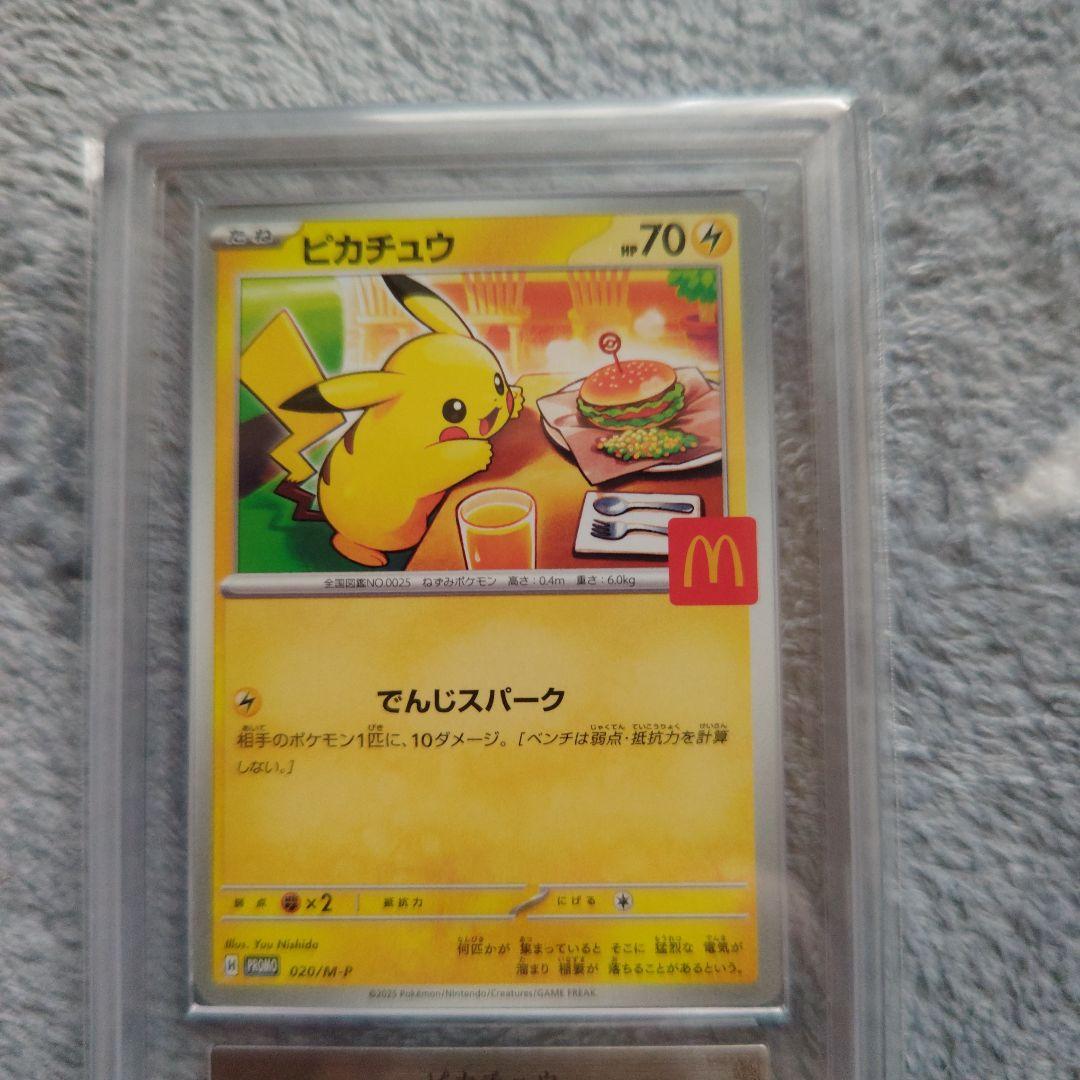 たね ピカチュウ HP70
全国図鑑NO.0025 ねずみポケモン 高さ:0.4m 重さ:6.0kg
でんじスパーク
相手のポケモン1匹に、10ダメージ。[ベンチは弱点・抵抗力を計算
しない。]
弱点 ×2 抵抗力 にげる
Illus. Yuu Nishida
何匹かが 集まっていると そこに 猛烈な 電気が
溜まり 稲妻が 落ちることがあるという。
H PROMO 020/M-P
©2025 Pokémon/Nintendo/Creatures/GAME FREAK
ピカチュウ